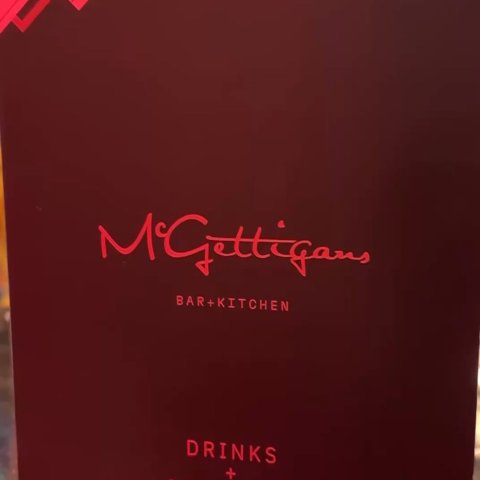 McGettigans
BAR+KITCHEN
DRINKS
+